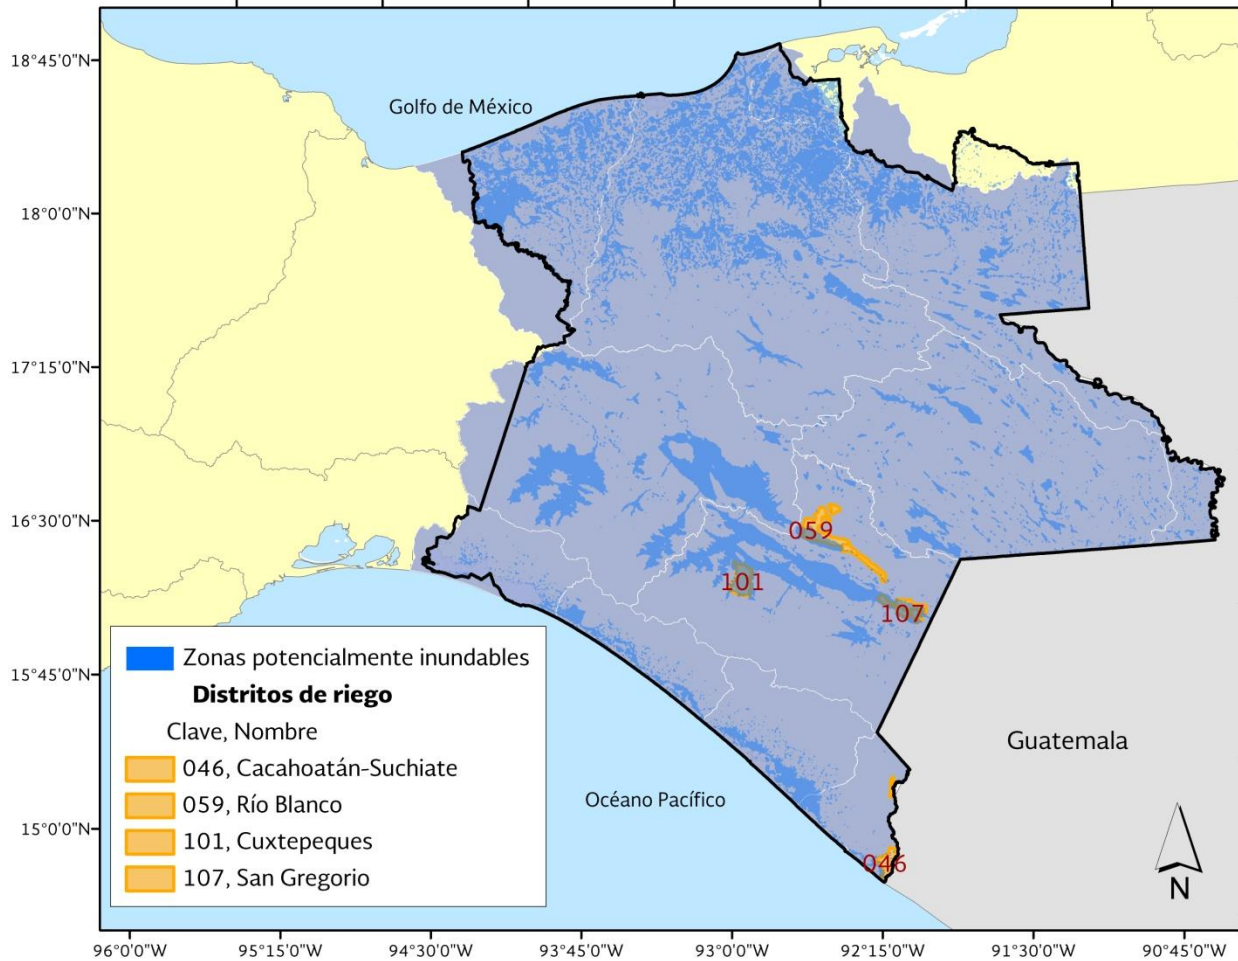 18°45'0"N
Golfo de México
18°0'0"N
17°15'0"N
16°30'0"N
059
101
107
Zonas potencialmente inundables
15°45'0"N
Distritos de riego
Clave, Nombre
Guatemala
046, Cacahoatán-Suchiate
059, Río Blanco
Océano Pacífico
15°0'0"N
101, Cuxtepeques
046
107, San Gregorio
N
96°0'0"W 95°15'0"W 94°30'0"W 93°45'0"W 93°0'0"W 92°15'0"W 91°30'0"W 90°45'0"W